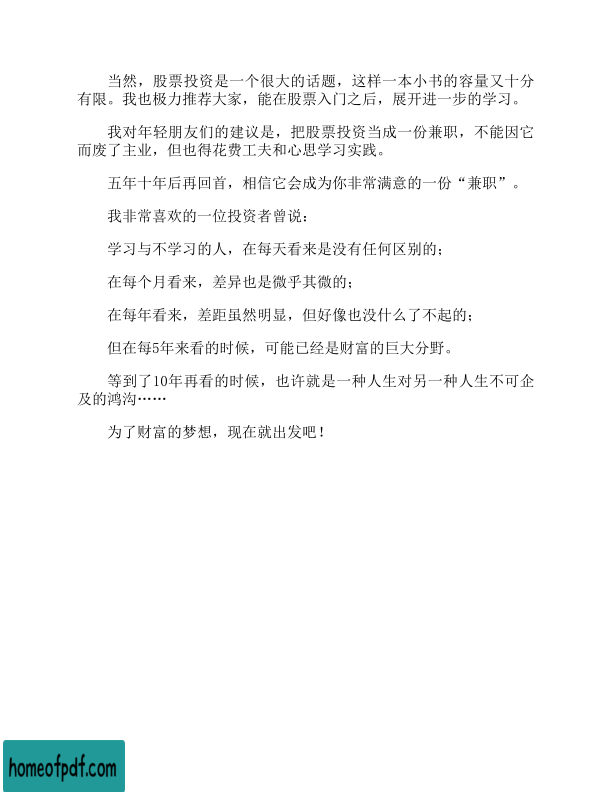 当然，股票投资是一个很大的话题，这样一本小书的容量又十分
有限。我也极力推荐大家，能在股票入门之后，展开进一步的学习。
我对年轻朋友们的建议是，把股票投资当成一份兼职，不能因它
而废了主业，但也得花费工夫和心思学习实践。
五年十年后再回首，相信它会成为你非常满意的一份“兼职”。
我非常喜欢的一位投资者曾说：
学习与不学习的人，在每天看来是没有任何区别的；
在每个月看来，差异也是微乎其微的；
在每年看来，差距虽然明显，但好像也没什么了不起的；
但在每5年来看的时候，可能已经是财富的巨大分野。
等到了10年再看的时候，也许就是一种人生对另一种人生不可企
及的鸿沟……
为了财富的梦想，现在就出发吧！
homeofpdf.com